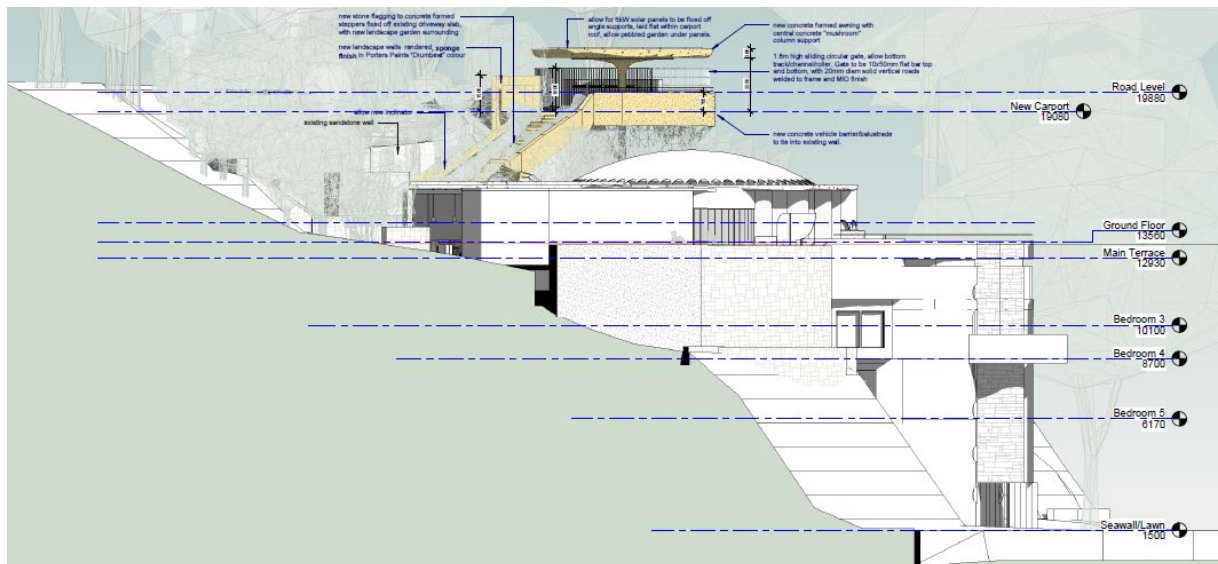 new stone flagging to concrete formed
steppers fixed off existing driveway slab,
with new landscape garden surrounding
new landscape walls rendered, sponge
finish in Porters Paints "Drumbeat" colour
allow new inclinator
existing sandstone wall
allow for 6kW solar panels to be fixed off
angle supports, laid flat within carport
roof, allow pebbled garden under panels.
new concrete formed awning with
central concrete "mushroom"
column support
1.8m high sliding circular gate, allow bottom
track/channel/roller. Gate to be 10x50mm flat bar top
and bottom, with 20mm diam solid vertical roads
welded to frame and MIO finish
new concrete vehicle barrier/balustrade
to tie into existing wall.
Road Level
19880
New Carport
19080
Ground Floor
13560
Main Terrace
12930
Bedroom 3
10100
Bedroom 4
8700
Bedroom 5
6170
Seawall/Lawn
1500